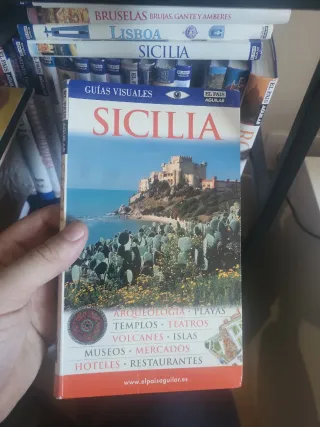 BRUSELAS BRUJAS, GANTE Y AMBERES
LISBOA
SICILIA
GUÍAS VISUALES
EL PAIS
AGUILAR
SICILIA
ARQUEOLOGÍA · PLAYAS
TEMPLOS · TEATROS
VOLCANES · ISLAS
MUSEOS · MERCADOS
HOTELES · RESTAURANTES
www.elpaisaguilar.es